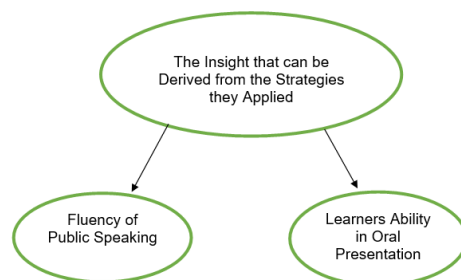 The Insight that can be
Derived from the Strategies
they Applied
Fluency of
Public Speaking
Learners Ability
in Oral
Presentation